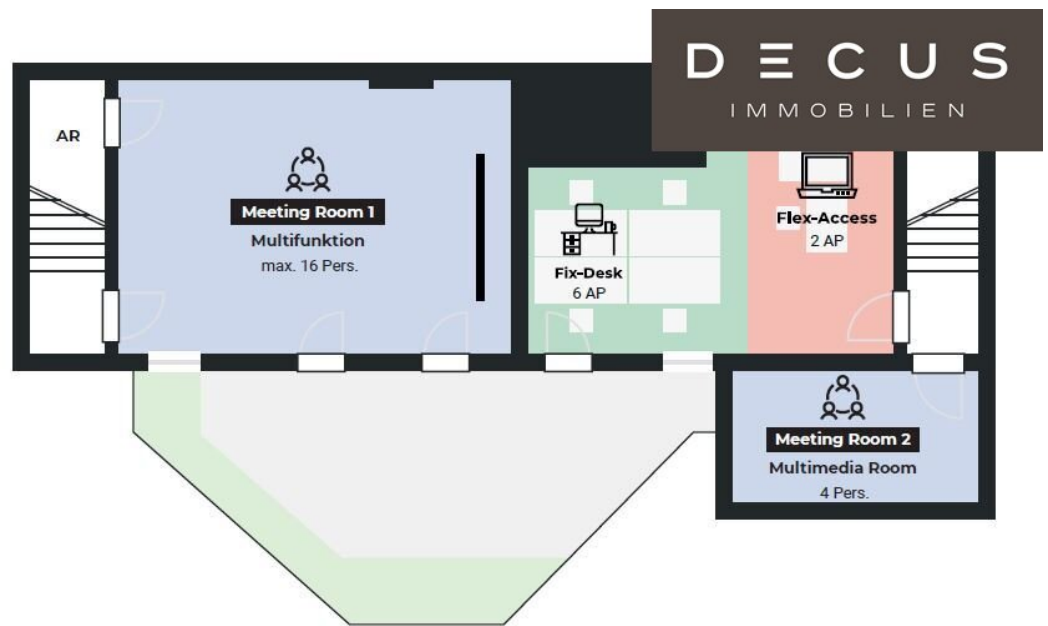 DECUS
IMMOBILIEN
AR
Meeting Room 1
Multifunktion
max. 16 Pers.
Fix-Desk
6 AP
Flex-Access
2 AP
Meeting Room 2
Multimedia Room
4 Pers.